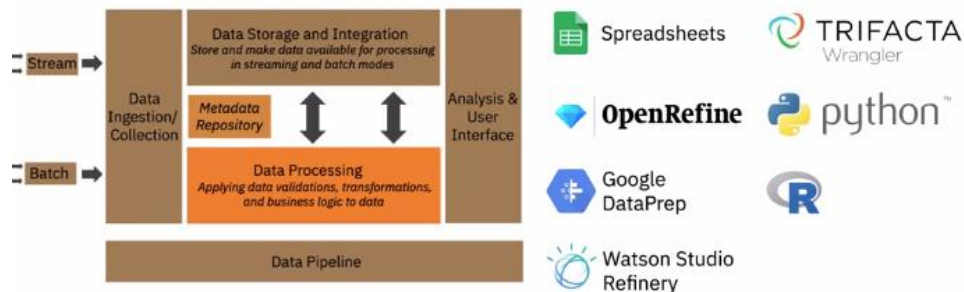 Stream
Batch
Data
Ingestion/
Collection
Data Storage and Integration
Store and make data available for processing
in streaming and batch modes
Metadata
Repository
Data Processing
Applying data validations, transformations,
and business logic to data
Analysis &
User
Interface
Data Pipeline
Spreadsheets
TRIFACTA
Wrangler
OpenRefine
python™
Google
DataPrep
R
Watson Studio
Refinery